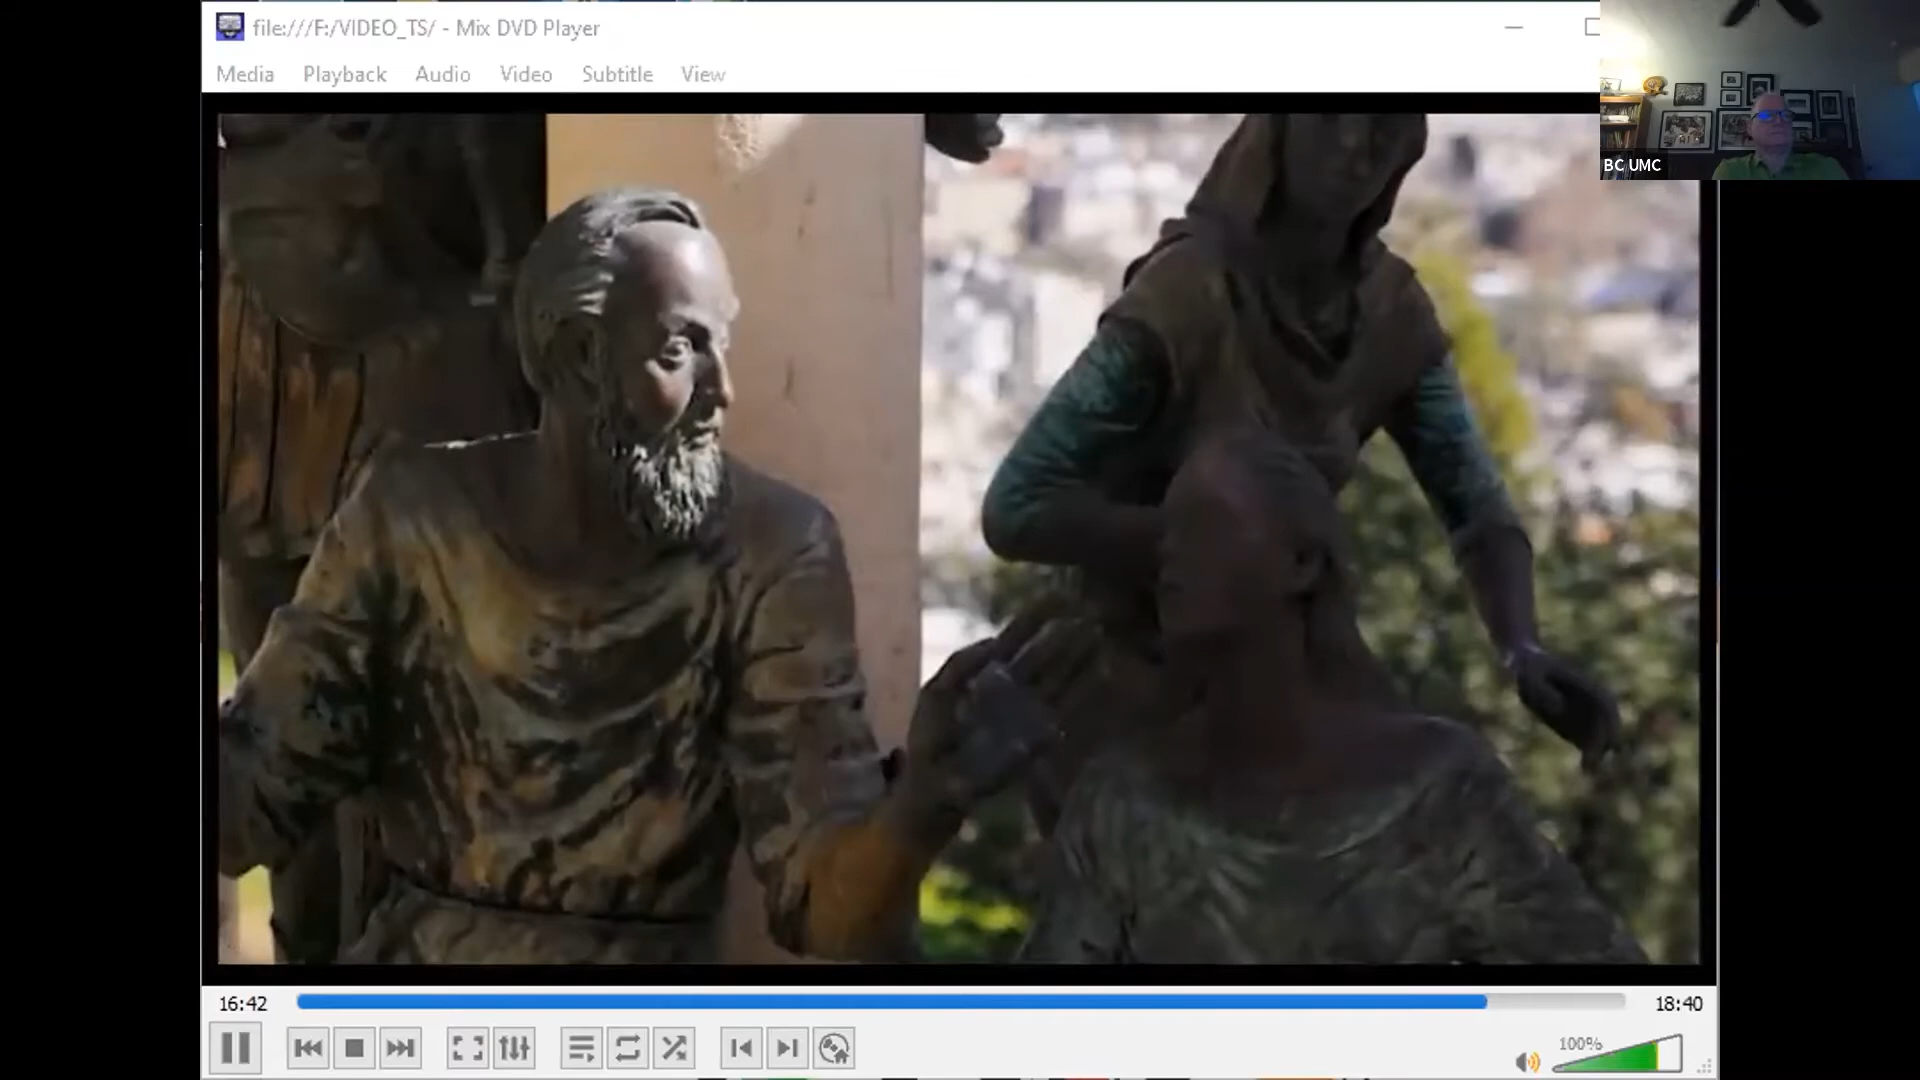 file:///F:/VIDEO_TS/ - Mix DVD Player
Media Playback Audio Video Subtitle View
BC UMC
16:42
18:40
100%